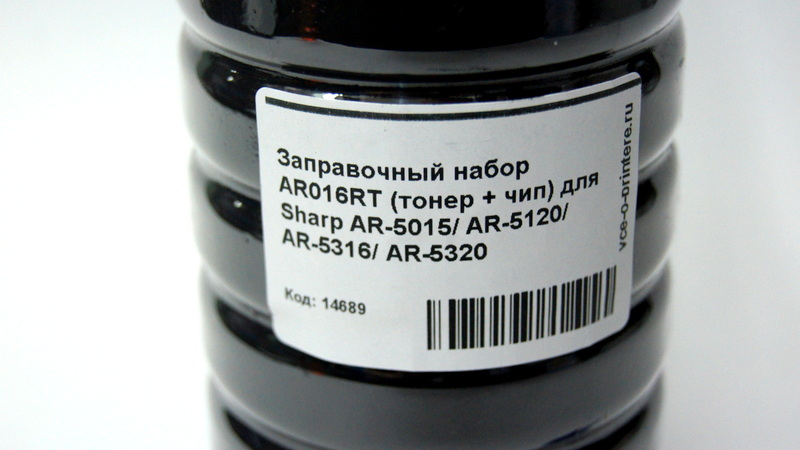 Заправочный набор
AR016RT (тонер + чип) для
Sharp AR-5015/ AR-5120/
AR-5316/ AR-5320
Код: 14689
vce-o-printere.ru